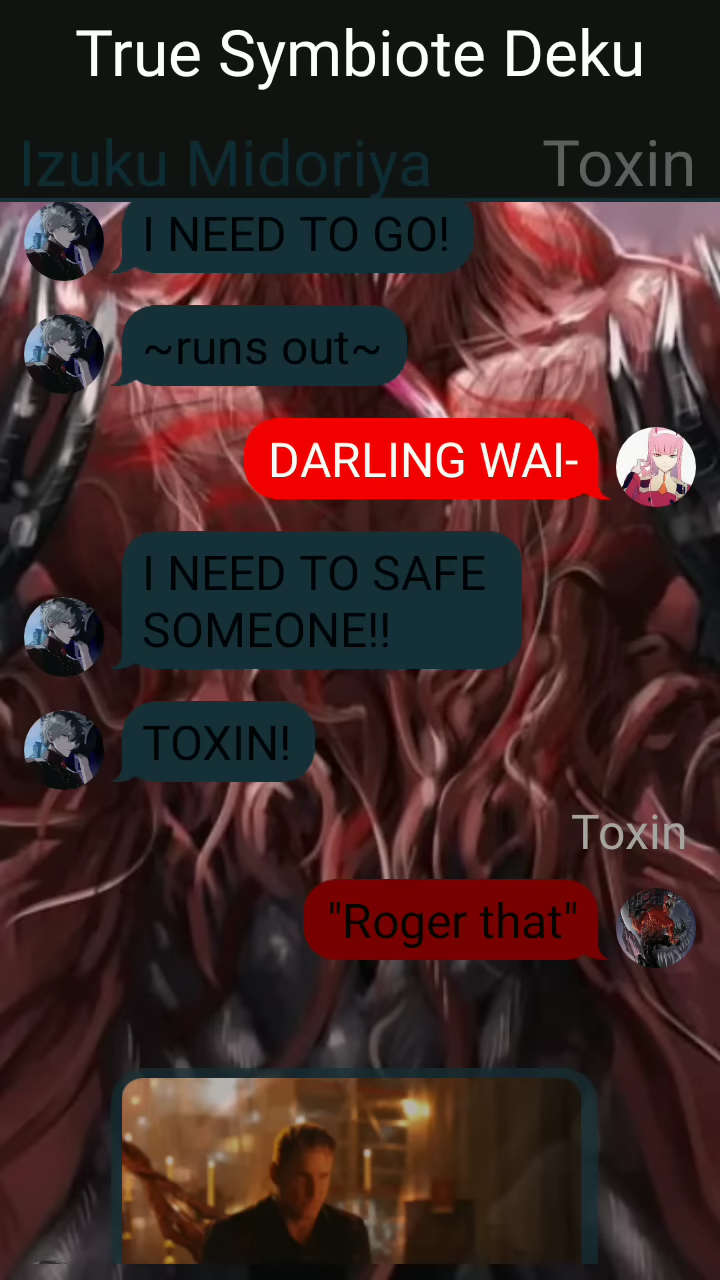 True Symbiote Deku
Izuku Midoriya
Toxin
I NEED TO GO!
~runs out~
DARLING WAI-
I NEED TO SAFE
SOMEONE!!
TOXIN!
Toxin
"Roger that"